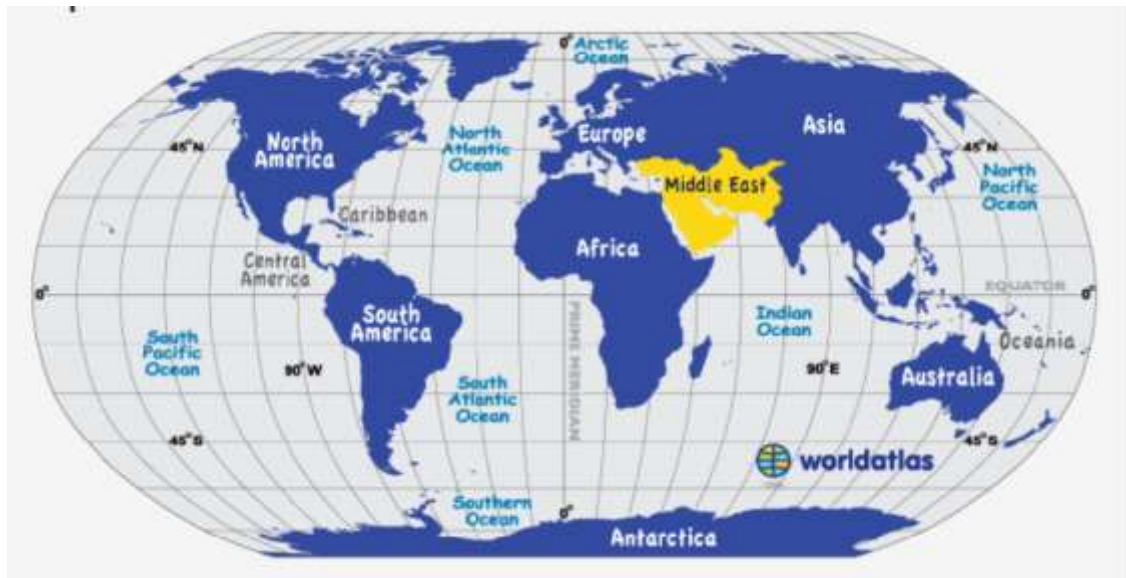 0°
Arctic
Ocean
North
America
45°N
North
Atlantic
Ocean
Europe
Asia
45°N
North
Pacific
Ocean
Middle East
Caribbean
Central
America
Africa
0°
EQUATOR
0°
South
America
South
Pacific
Ocean
90°W
PRIME MERIDIAN
Indian
Ocean
90°E
Oceania
Australia
South
Atlantic
Ocean
45°S
45°S
worldatlas
Southern
Ocean
0°
Antarctica